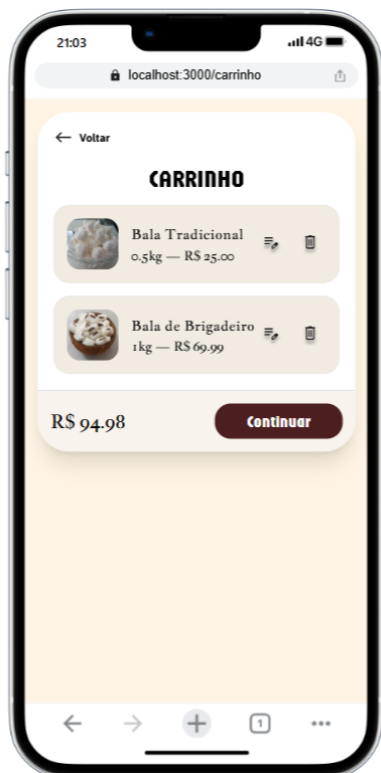 21:03 4G
localhost:3000/carrinho
Voltar
CARRINHO
Bala Tradicional
0.5kg — R$ 25.00
Bala de Brigadeiro
1kg — R$ 69.99
R$ 94.98 Continuar
1